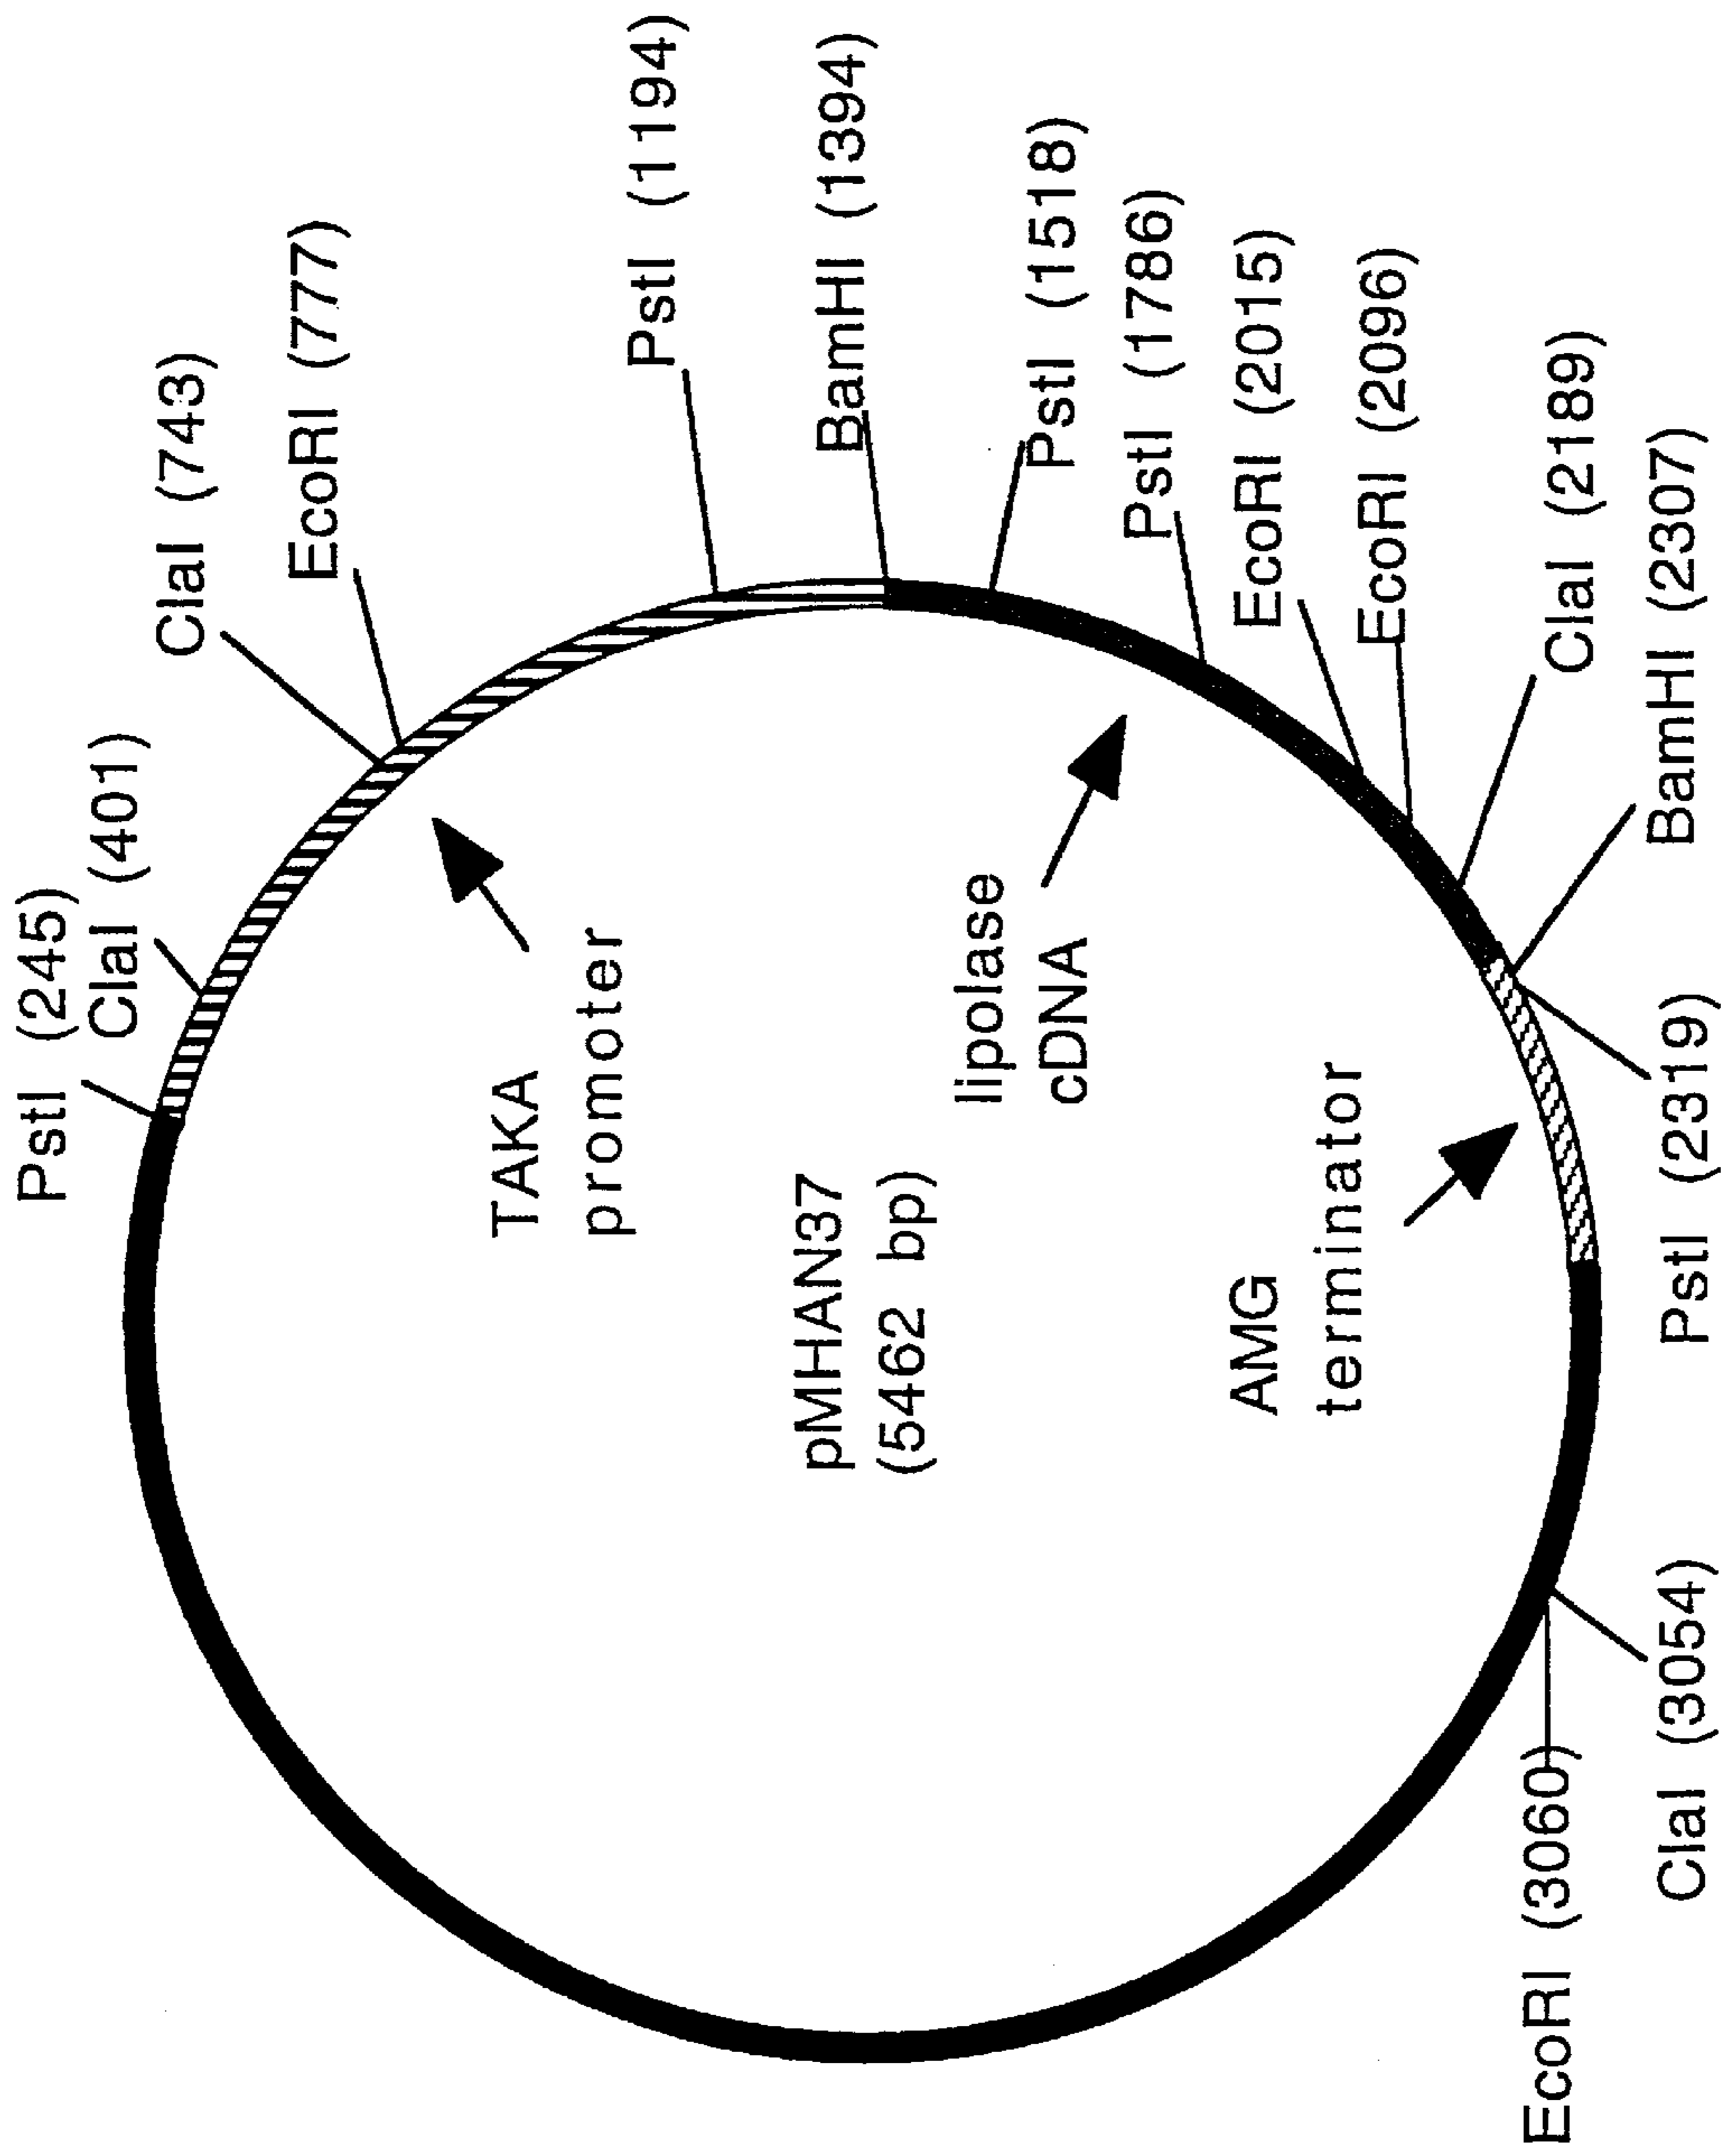 PstI (245)
ClaI (401)
ClaI (743)
EcoRI (777)
PstI (1194)
BamHI (1394)
PstI (1518)
PstI (1786)
EcoRI (2015)
EcoRI (2096)
ClaI (2189)
BamHI (2307)
PstI (2319)
ClaI (3054)
EcoRI (3060)
TAKA
promoter
lipolase
cDNA
AMG
terminator
pMHAN37
(5462 bp)